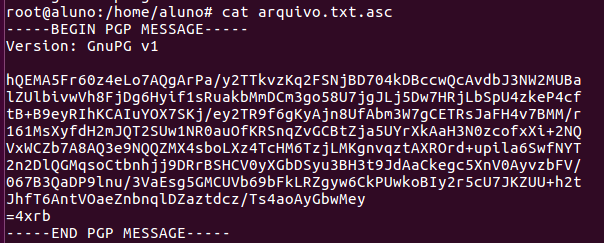 root@aluno:/home/aluno# cat arquivo.txt.asc
-----BEGIN PGP MESSAGE-----
Version: GnuPG v1

hQEMA5Fr60z4eLo7AQgArPa/y2TTkvzKq2FSNjBD704kDBccwQcAvdbJ3NW2MUBa
lZUlbivwVh8FjDg6Hyif1sRuakbMmDCm3go58U7jgJLj5Dw7HRjLbSpU4zkeP4cf
tB+B9eyRIhKCAIuYOX7SKj/ey2TR9f6gKyAjn8UfAbm3W7gCETRsJaFH4v7BMM/r
161MsXyfdH2mJQT2SUw1NR0auOfKRSnqZvGCBtZja5UYrXkAaH3N0zcofxXi+2NQ
VxWCZb7A8AQ3e9NQQZMX4sboLXz4TcHM6TzjLMKgnvqztAXROrd+upila6SwfNYT
2n2DlQGMqsoCtbnhjj9DRrBSHCV0yXGbDSyu3BH3t9JdAaCkegc5XnV0AyvzbFV/
067B3QaDP9lnu/3VaEsg5GMCUVb69bFkLRZgyw6CkPUwkoBIy2r5cU7JKZUU+h2t
JhfT6AntVOaeZnbnqlDZaztdcz/Ts4aoAyGbwMey
=4xrb
-----END PGP MESSAGE-----